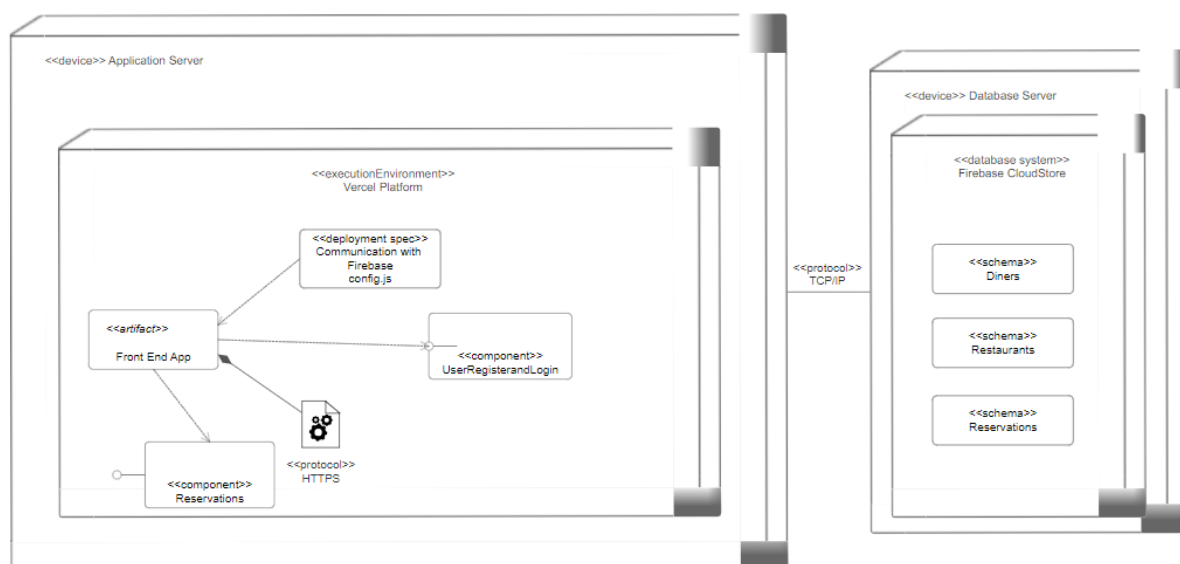 <<device>> Application Server
<<executionEnvironment>>
Vercel Platform
<<deployment spec>>
Communication with
Firebase
config.js
<<artifact>>
Front End App
<<component>>
UserRegisterandLogin
<<protocol>>
HTTPS
<<component>>
Reservations
<<protocol>>
TCP/IP
<<device>> Database Server
<<database system>>
Firebase CloudStore
<<schema>>
Diners
<<schema>>
Restaurants
<<schema>>
Reservations